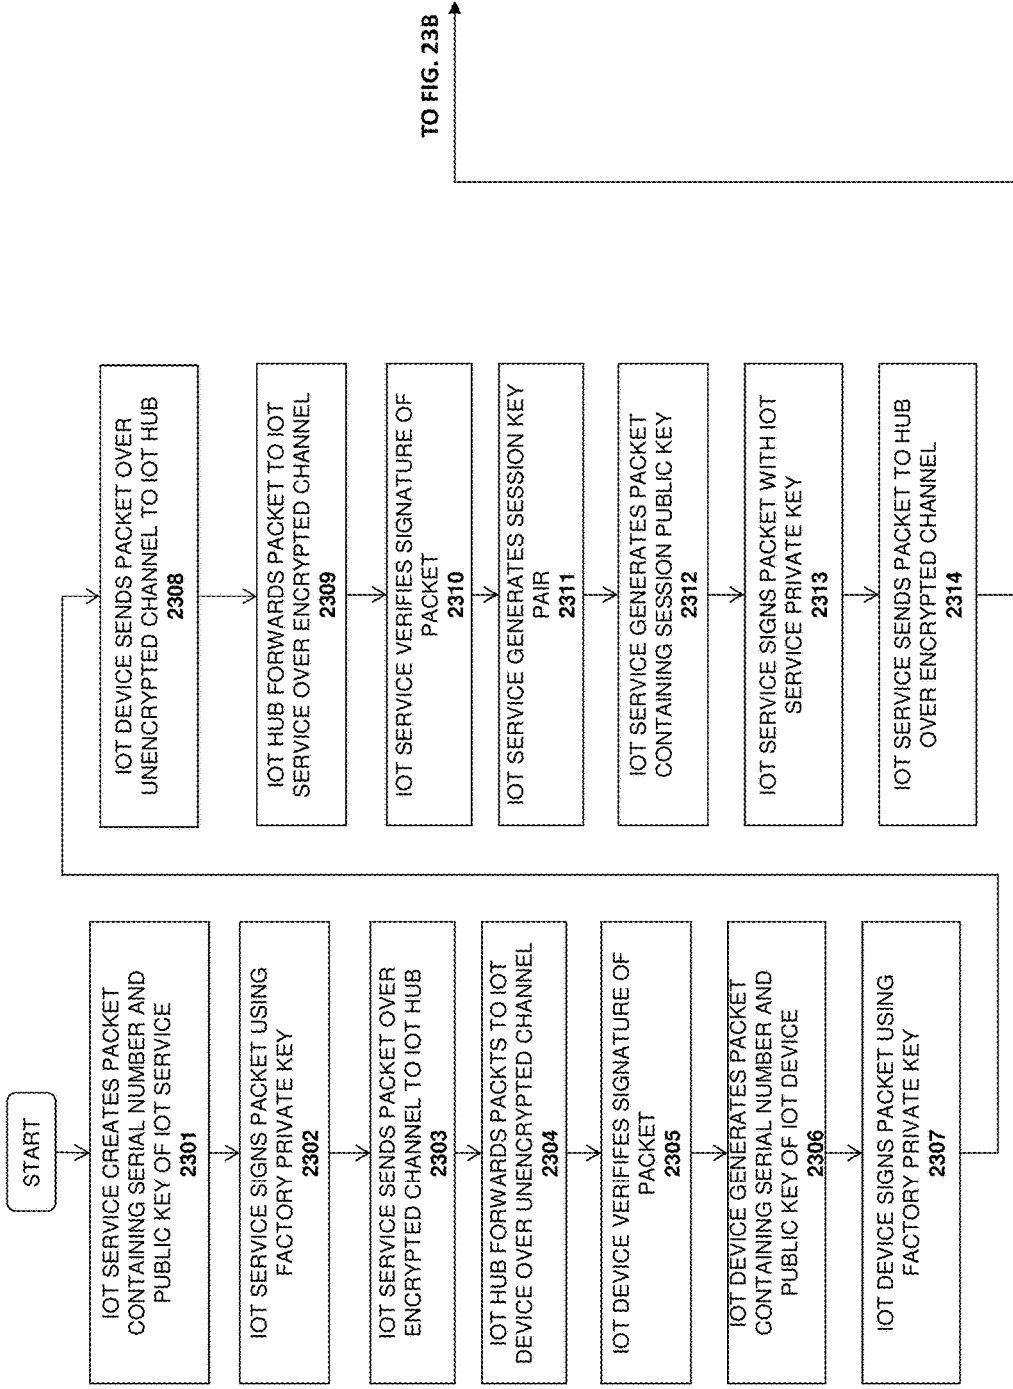 START
IOT SERVICE CREATES PACKET
CONTAINING SERIAL NUMBER AND
PUBLIC KEY OF IOT SERVICE
2301
IOT SERVICE SIGNS PACKET USING
FACTORY PRIVATE KEY
2302
IOT SERVICE SENDS PACKET OVER
ENCRYPTED CHANNEL TO IOT HUB
2303
IOT HUB FORWARDS PACKTS TO IOT
DEVICE OVER UNENCRYPTED CHANNEL
2304
IOT DEVICE VERIFIFES SIGNATURE OF
PACKET
2305
IOT DEVICE GENERATES PACKET
CONTAINING SERIAL NUMBER AND
PUBLIC KEY OF IOT DEVICE
2306
IOT DEVICE SIGNS PACKET USING
FACTORY PRIVATE KEY
2307
IOT DEVICE SENDS PACKET OVER
UNENCRYPTED CHANNEL TO IOT HUB
2308
IOT HUB FORWARDS PACKET TO IOT
SERVICE OVER ENCRYPTED CHANNEL
2309
IOT SERVICE VERIFIES SIGNATURE OF
PACKET
2310
IOT SERVICE GENERATES SESSION KEY
PAIR
2311
IOT SERVICE GENERATES PACKET
CONTAINING SESSION PUBLIC KEY
2312
IOT SERVICE SIGNS PACKET WITH IOT
SERVICE PRIVATE KEY
2313
IOT SERVICE SENDS PACKET TO HUB
OVER ENCRYPTED CHANNEL
2314
TO FIG. 23B